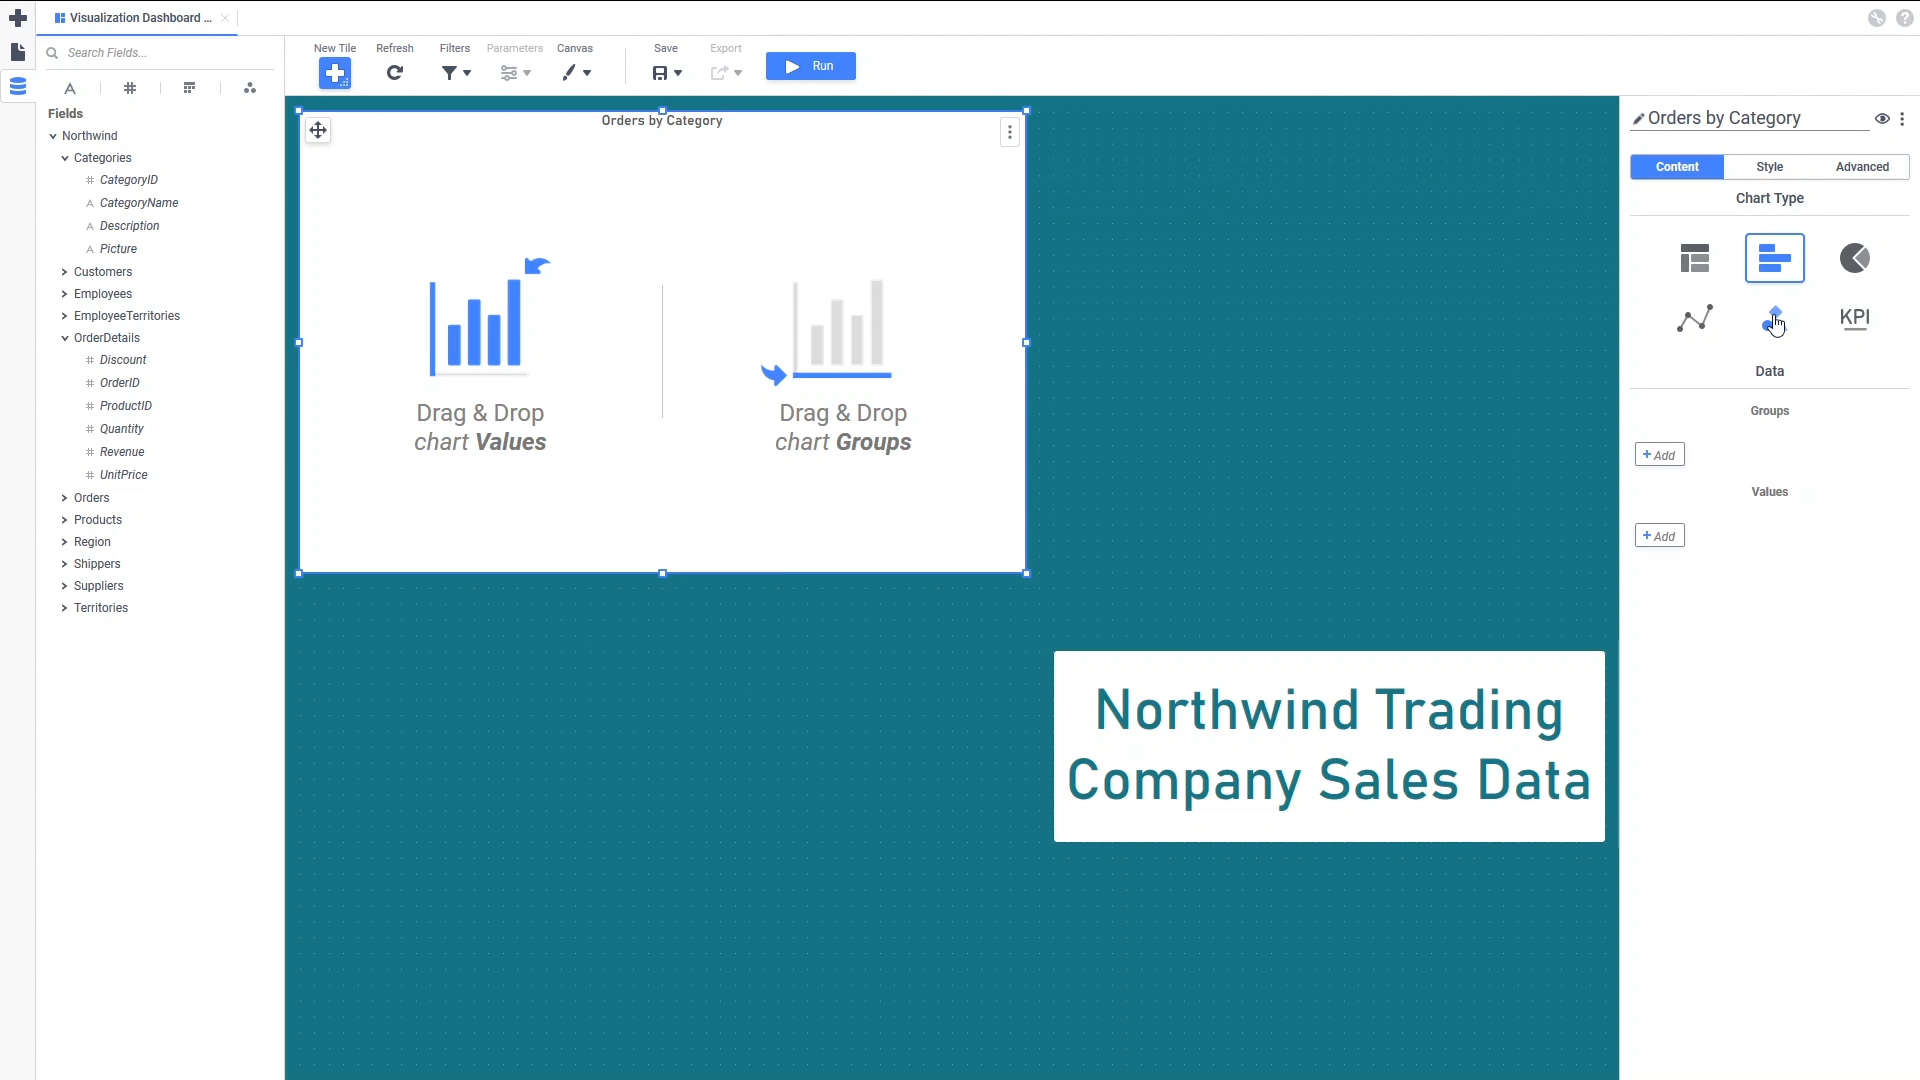 Visualization Dashboard ...
Search Fields...
New Tile
Refresh
Filters
Parameters
Canvas
Save
Export
Run
Fields
Northwind
Categories
CategoryID
CategoryName
Description
Picture
Customers
Employees
EmployeeTerritories
OrderDetails
Discount
OrderID
ProductID
Quantity
Revenue
UnitPrice
Orders
Products
Region
Shippers
Suppliers
Territories
Orders by Category
Drag & Drop
chart Values
Drag & Drop
chart Groups
Northwind Trading
Company Sales Data
Orders by Category
Content
Style
Advanced
Chart Type
KPI
Data
Groups
+ Add
Values
+ Add